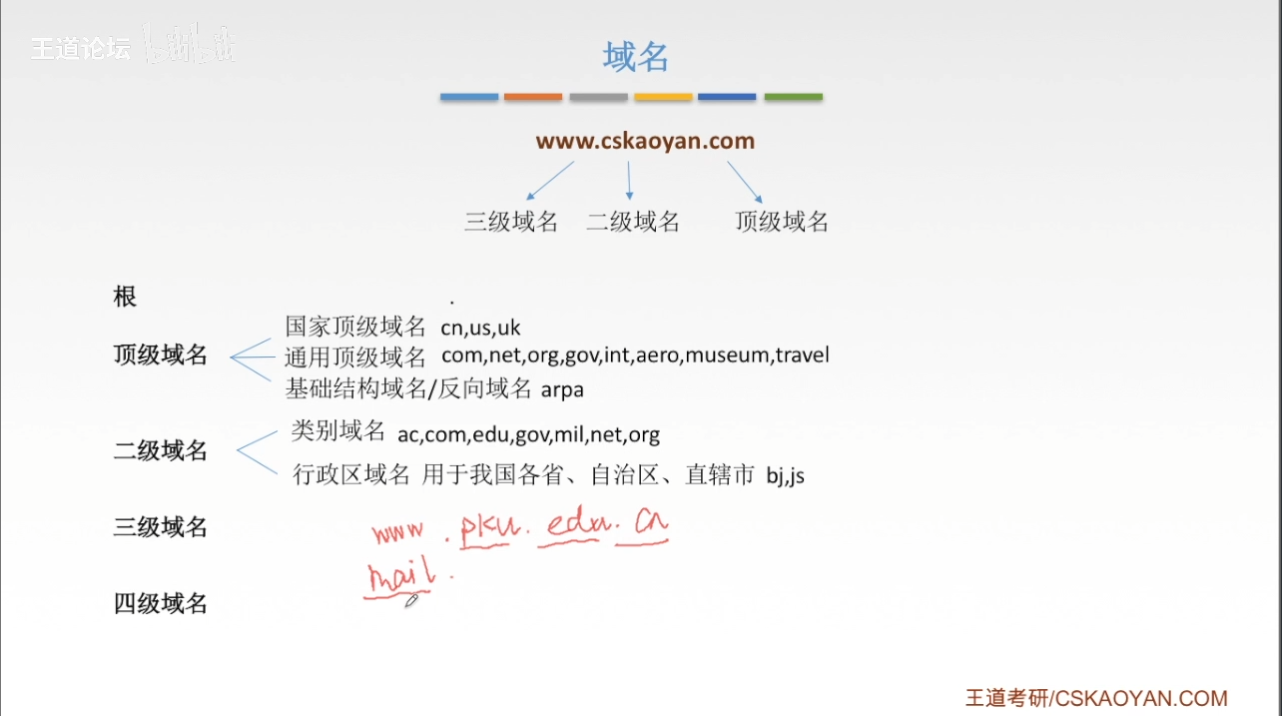 王道论坛 bilibili
域名
www.cskaoyan.com
三级域名 二级域名 顶级域名
根 .
国家顶级域名 cn,us,uk
顶级域名 通用顶级域名 com,net,org,gov,int,aero,museum,travel
基础结构域名/反向域名 arpa
类别域名 ac,com,edu,gov,mil,net,org
二级域名
行政区域名 用于我国各省、自治区、直辖市 bj,js
三级域名 www.pku.edu.cn
mail.
四级域名
王道考研/CSKAOYAN.COM